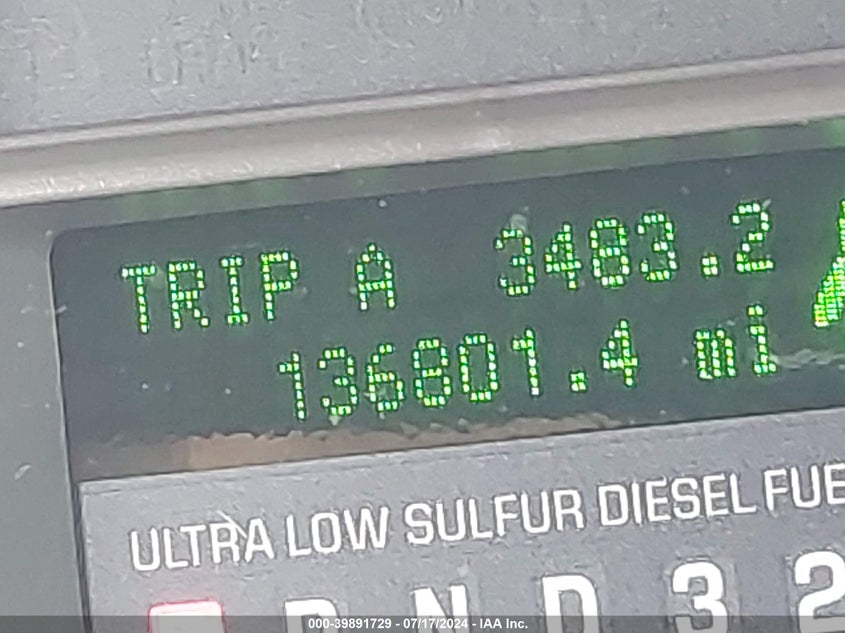 TRIP A 3483.2
136801.4 mi
ULTRA LOW SULFUR DIESEL FUE
R N D 3 2
000-39891729 - 07/17/2024 - IAA Inc.